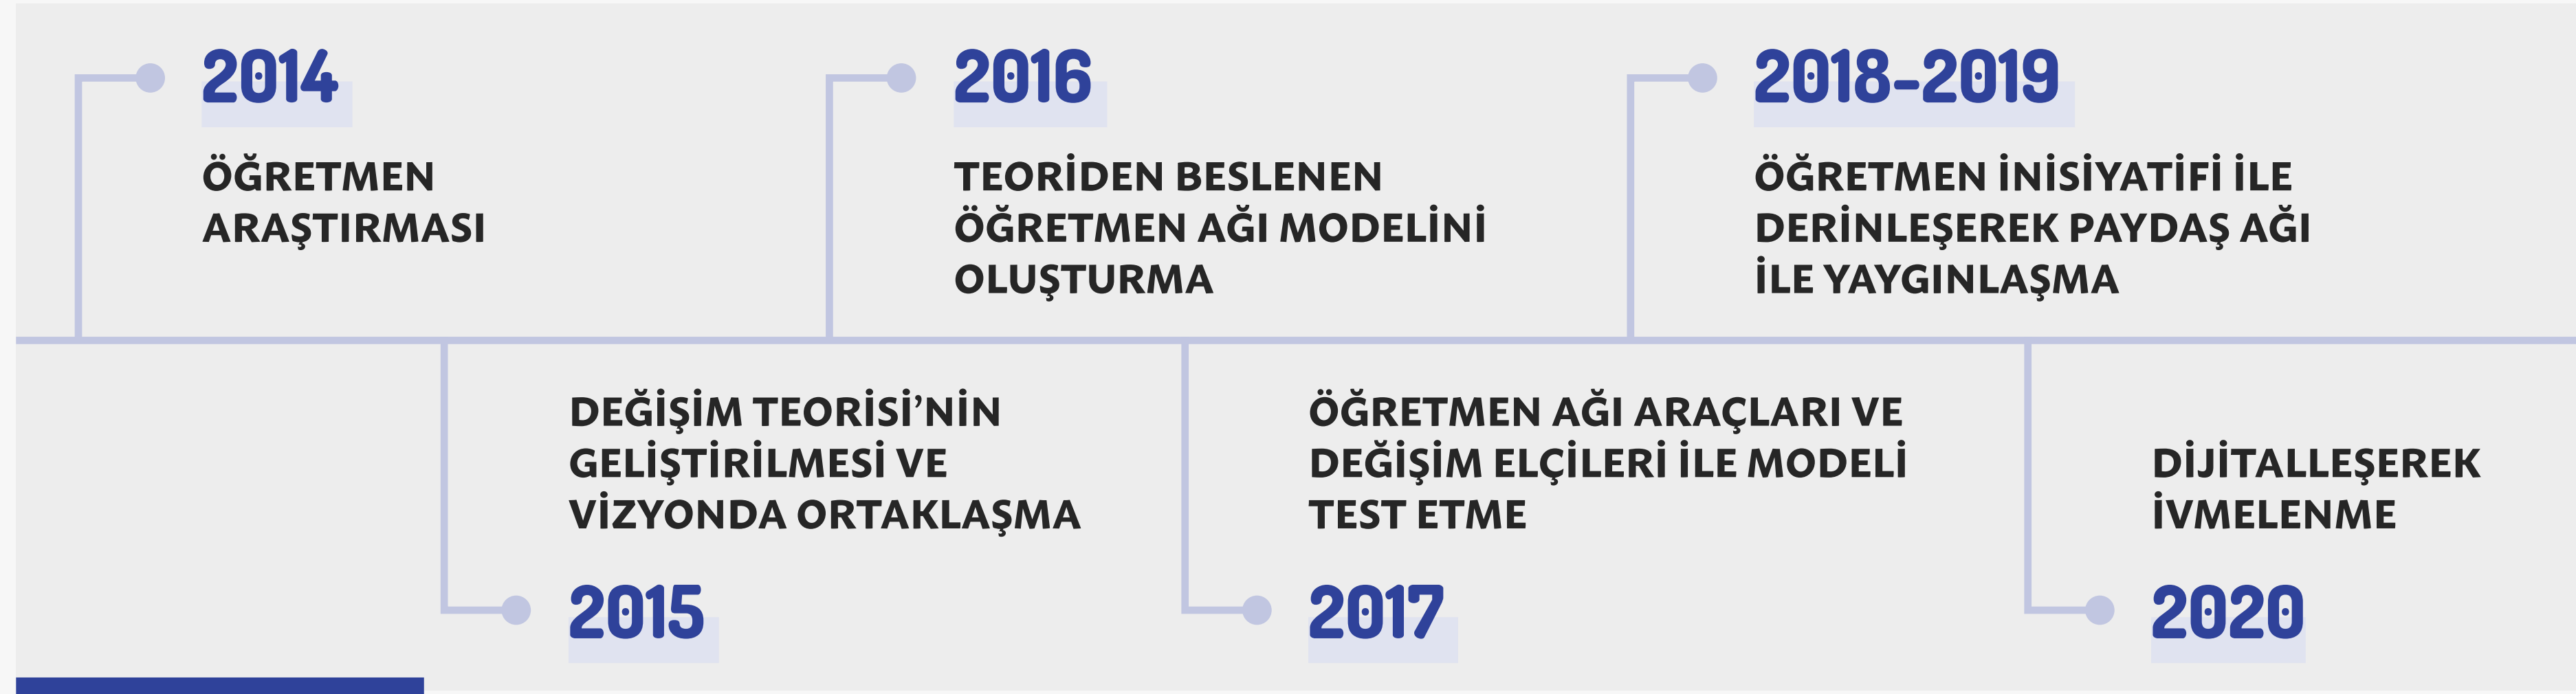 2014
ÖĞRETMEN
ARAŞTIRMASI
DEĞİŞİM TEORİSİ’NİN
GELİŞTİRİLMESİ VE
VİZYONDA ORTAKLAŞMA
2015
2016
TEORİDEN BESLENEN
ÖĞRETMEN AĞI MODELİNİ
OLUŞTURMA
ÖĞRETMEN AĞI ARAÇLARI VE
DEĞİŞİM ELÇİLERİ İLE MODELİ
TEST ETME
2017
2018-2019
ÖĞRETMEN İNİSİYATİFİ İLE
DERİNLEŞEREK PAYDAŞ AĞI
İLE YAYGINLAŞMA
DİJİTALLEŞEREK
İVMELENME
2020